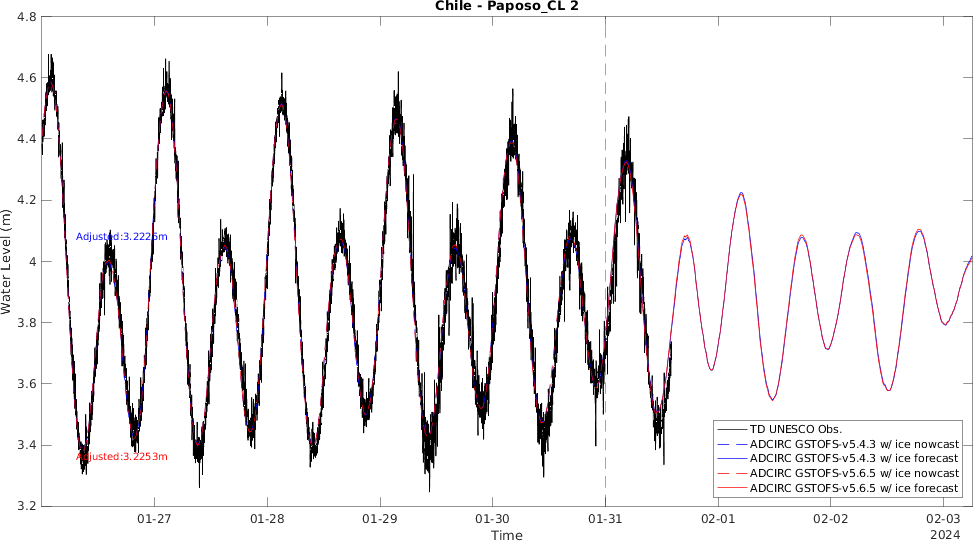 Chile - Paposo_CL 2
4.8
4.6
4.4
4.2
4
3.8
3.6
3.4
3.2
Water Level (m)
Adjusted:3.2226m
Adjusted:3.2253m
TD UNESCO Obs.
ADCIRC GSTOFS-v5.4.3 w/ ice nowcast
ADCIRC GSTOFS-v5.4.3 w/ ice forecast
ADCIRC GSTOFS-v5.6.5 w/ ice nowcast
ADCIRC GSTOFS-v5.6.5 w/ ice forecast
01-27
01-28
01-29
01-30
01-31
02-01
02-02
02-03
Time
2024